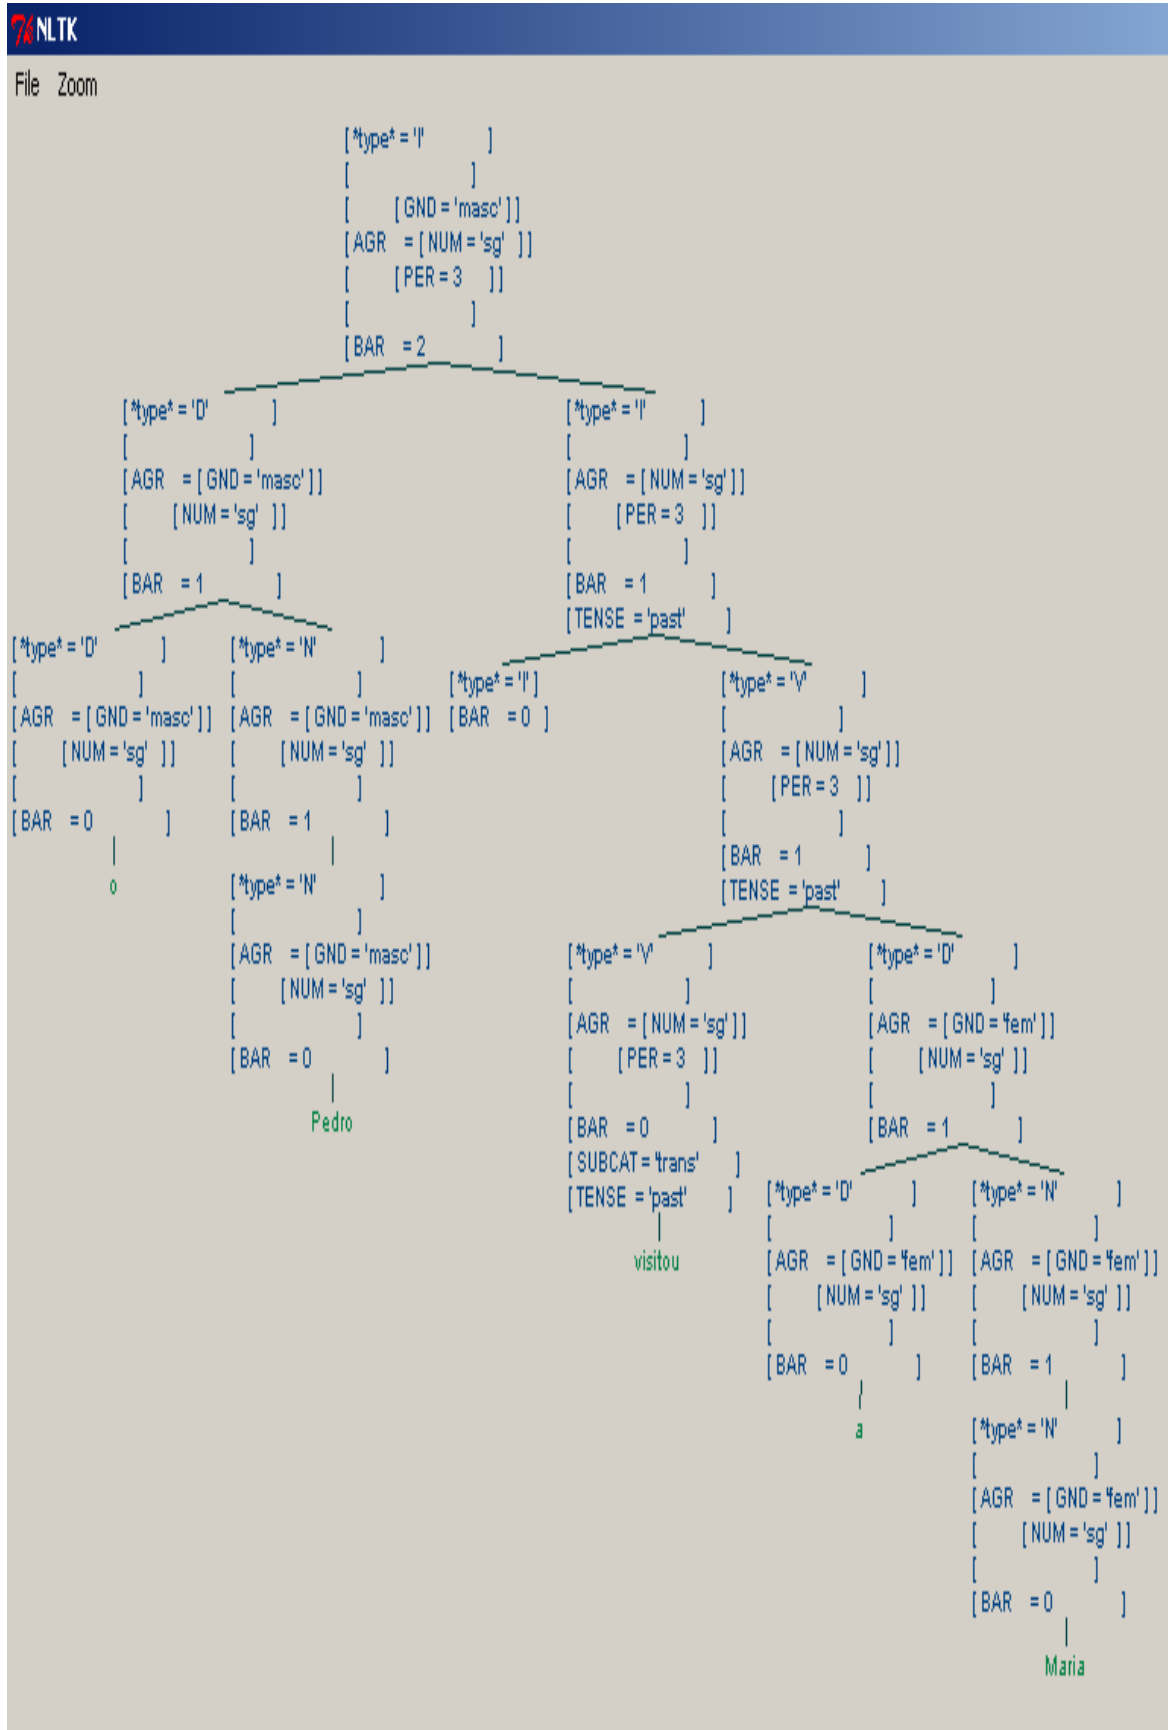 NLTK
File Zoom
[ *type* = 'I' ]
[ ]
[ [ GND = 'masc' ] ]
[ AGR = [ NUM = 'sg' ] ]
[ [ PER = 3 ] ]
[ ]
[ BAR = 2 ]
[ *type* = 'D' ]
[ ]
[ AGR = [ GND = 'masc' ] ]
[ [ NUM = 'sg' ] ]
[ ]
[ BAR = 1 ]
[ *type* = 'I' ]
[ ]
[ AGR = [ NUM = 'sg' ] ]
[ [ PER = 3 ] ]
[ ]
[ BAR = 1 ]
[ TENSE = 'past' ]
[ *type* = 'D' ]
[ ]
[ AGR = [ GND = 'masc' ] ]
[ [ NUM = 'sg' ] ]
[ ]
[ BAR = 0 ]
o
[ *type* = 'N' ]
[ ]
[ AGR = [ GND = 'masc' ] ]
[ [ NUM = 'sg' ] ]
[ ]
[ BAR = 1 ]
[ *type* = 'N' ]
[ ]
[ AGR = [ GND = 'masc' ] ]
[ [ NUM = 'sg' ] ]
[ ]
[ BAR = 0 ]
Pedro
[ *type* = 'I' ]
[ BAR = 0 ]
[ *type* = 'V' ]
[ ]
[ AGR = [ NUM = 'sg' ] ]
[ [ PER = 3 ] ]
[ ]
[ BAR = 1 ]
[ TENSE = 'past' ]
[ *type* = 'V' ]
[ ]
[ AGR = [ NUM = 'sg' ] ]
[ [ PER = 3 ] ]
[ ]
[ BAR = 0 ]
[ SUBCAT = 'trans' ]
[ TENSE = 'past' ]
visitou
[ *type* = 'D' ]
[ ]
[ AGR = [ GND = 'fem' ] ]
[ [ NUM = 'sg' ] ]
[ ]
[ BAR = 1 ]
[ *type* = 'D' ]
[ ]
[ AGR = [ GND = 'fem' ] ]
[ [ NUM = 'sg' ] ]
[ ]
[ BAR = 0 ]
a
[ *type* = 'N' ]
[ ]
[ AGR = [ GND = 'fem' ] ]
[ [ NUM = 'sg' ] ]
[ ]
[ BAR = 1 ]
[ *type* = 'N' ]
[ ]
[ AGR = [ GND = 'fem' ] ]
[ [ NUM = 'sg' ] ]
[ ]
[ BAR = 0 ]
Maria